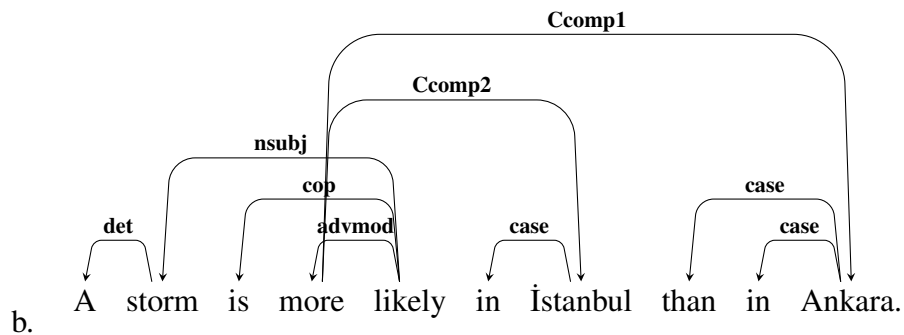 Ccomp1
Ccomp2
nsubj
cop case
det advmod case case
b. A storm is more likely in İstanbul than in Ankara.